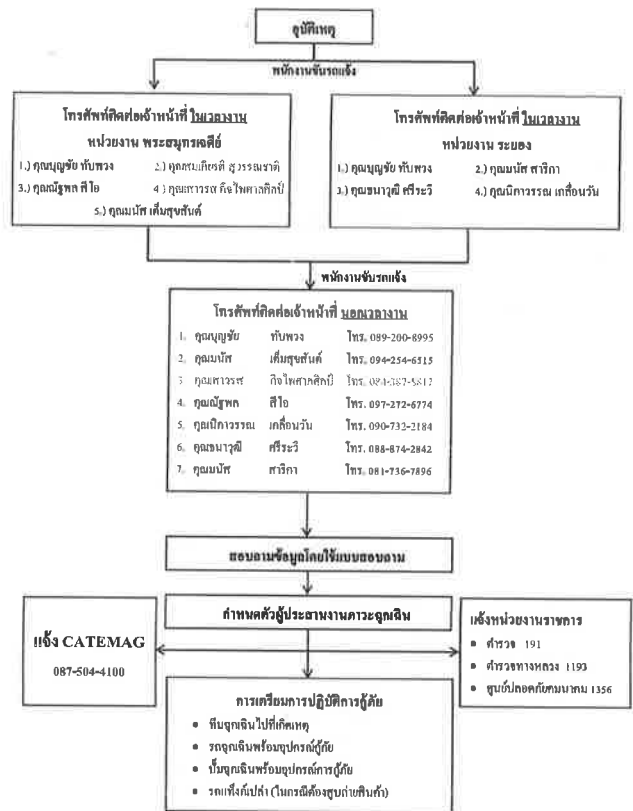 อุบัติเหตุ
พนักงานขับรถแจ้ง
โทรศัพท์ติดต่อเจ้าหน้าที่ ในเวลางาน
หน่วยงาน พระสมุทรเจดีย์
1.) คุณบุญชัย ทับพวง 2.) คุณสมเกียรติ สุวรรณชาติ
3.) คุณณัฐพล สีไอ 4.) คุณเสาวรส กิจไพศาลศิลป์
5.) คุณมนัส เต็มสุขสันต์
โทรศัพท์ติดต่อเจ้าหน้าที่ ในเวลางาน
หน่วยงาน ระยอง
1.) คุณบุญชัย ทับพวง 2.) คุณมนัส สาริกา
3.) คุณธนาวุฒิ ศรีระวิ 4.) คุณนิภาวรรณ เกลื่อนวัน
พนักงานขับรถแจ้ง
โทรศัพท์ติดต่อเจ้าหน้าที่ นอกเวลางาน
1. คุณบุญชัย ทับพวง โทร. 089-200-8995
2. คุณมนัส เต็มสุขสันต์ โทร. 094-254-6515
3. คุณเสาวรส กิจไพศาลศิลป์ โทร.
4. คุณณัฐพล สีไอ โทร. 097-272-6774
5. คุณนิภาวรรณ เกลื่อนวัน โทร. 090-732-2184
6. คุณธนาวุฒิ ศรีระวิ โทร. 088-874-2842
7. คุณมนัส สาริกา โทร. 081-736-7896
สอบถามข้อมูลโดยใช้แบบสอบถาม
กำหนดตัวผู้ประสานงานภาวะฉุกเฉิน
แจ้ง CATEMAG
087-504-4100
แจ้งหน่วยงานราชการ
• ตำรวจ 191
• ตำรวจทางหลวง 1193
• ศูนย์ปลอดภัยคมนาคม 1356
การเตรียมการปฏิบัติการกู้ภัย
• ทีมฉุกเฉินไปที่เกิดเหตุ
• รถฉุกเฉินพร้อมอุปกรณ์กู้ภัย
• ปั๊มฉุกเฉินพร้อมอุปกรณ์การกู้ภัย
• รถแท้งก์เปล่า (ในกรณีต้องสูบถ่ายสินค้า)